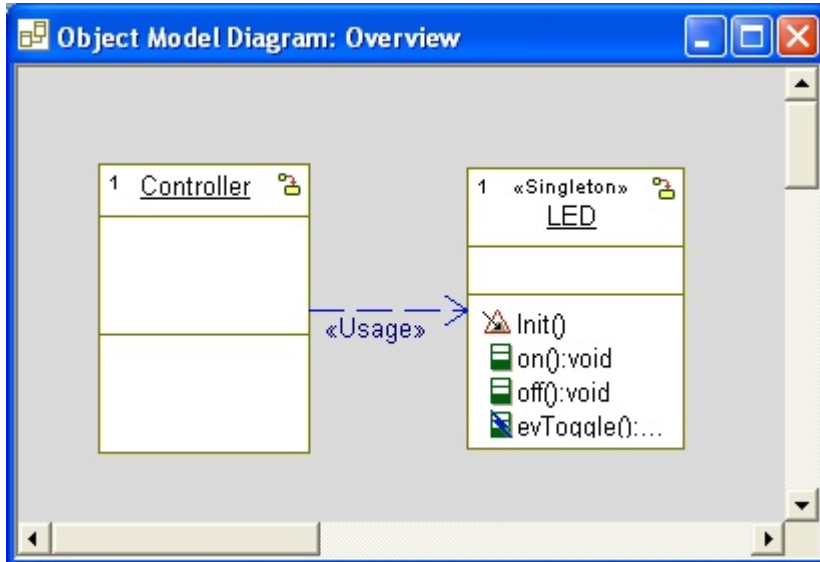 Object Model Diagram: Overview
1 Controller
1 «Singleton»
LED
«Usage»
Init()
on():void
off():void
evToggle():...